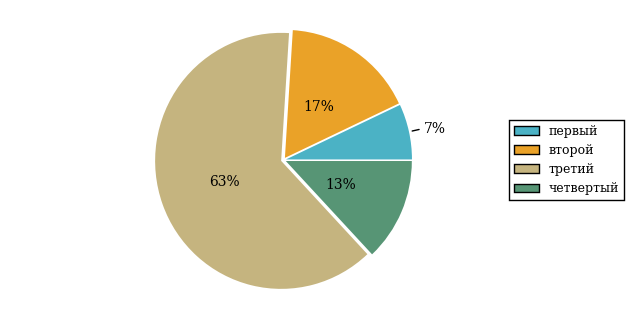 17%
7%
63%
13%
первый
второй
третий
четвертый